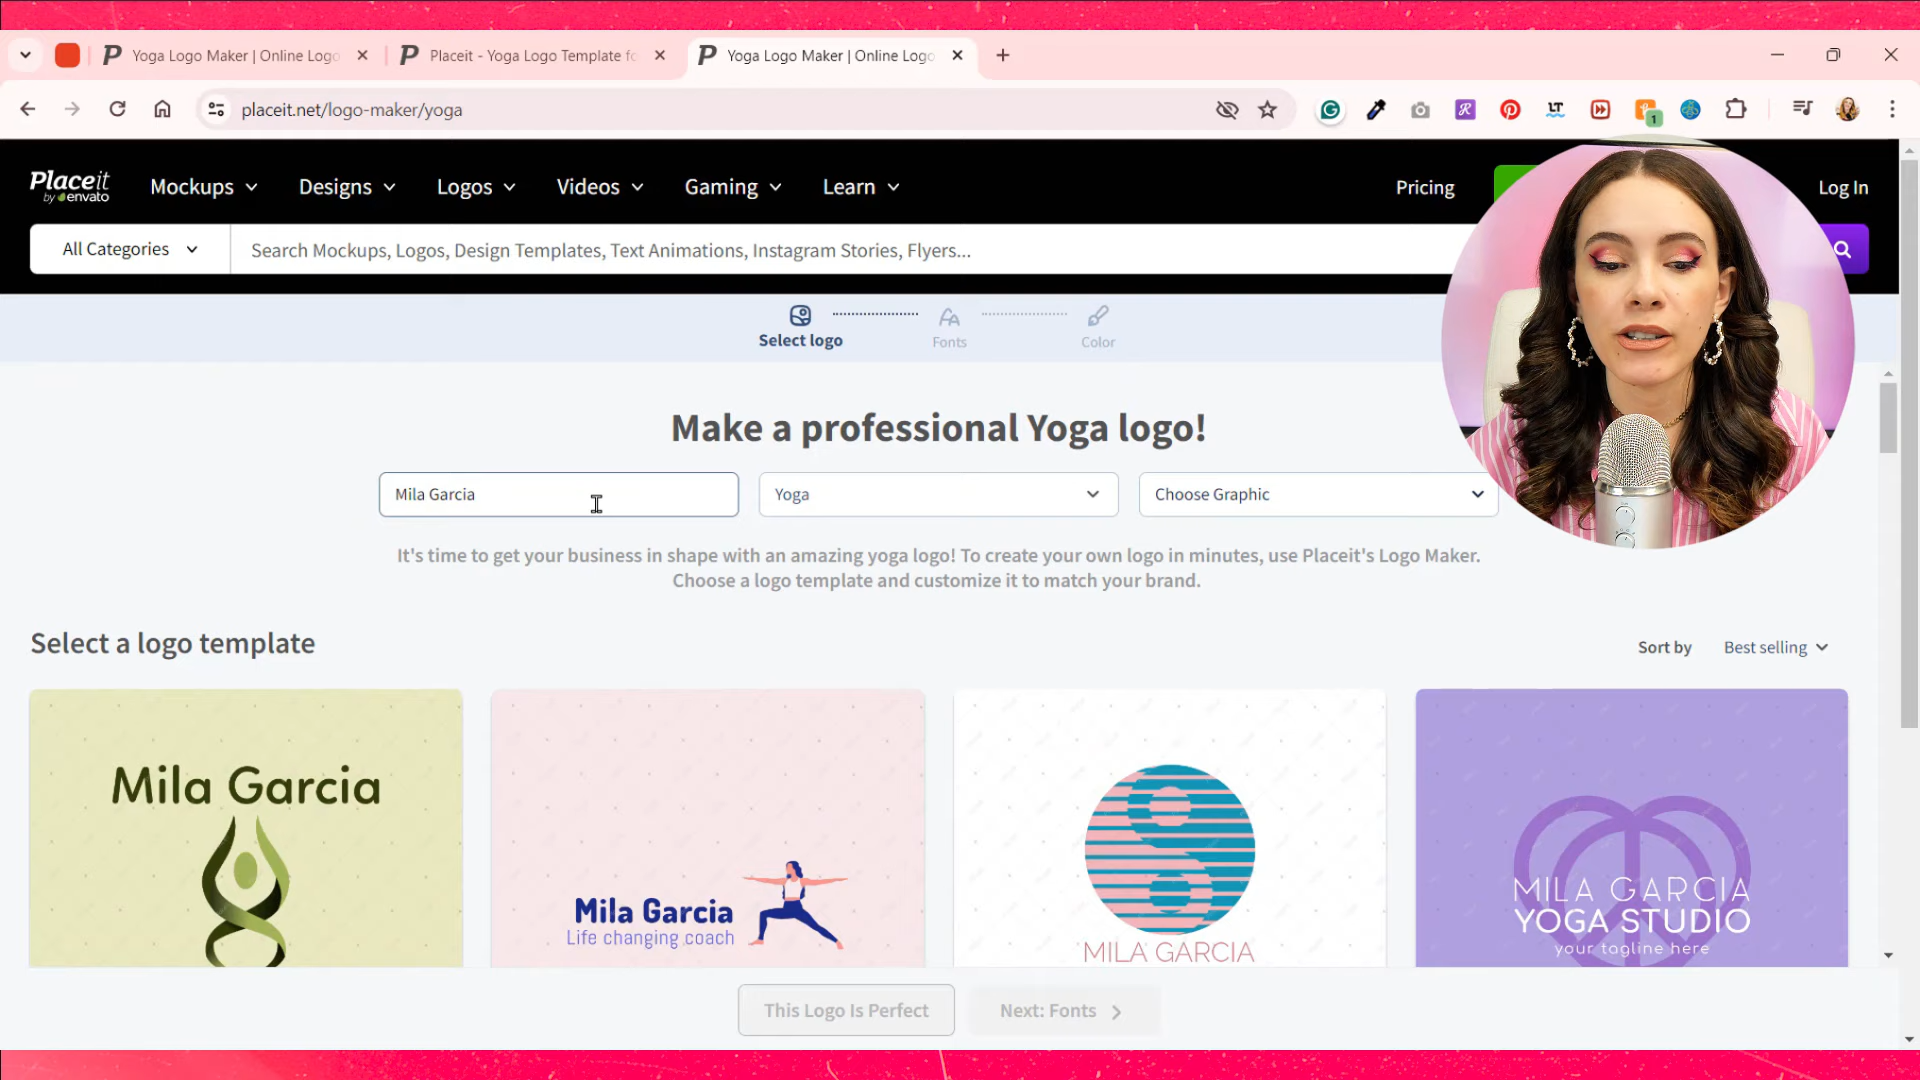 Yoga Logo Maker | Online Logo
Placeit - Yoga Logo Template fo
Yoga Logo Maker | Online Logo
placeit.net/logo-maker/yoga
1
Placeit
by envato
Mockups
Designs
Logos
Videos
Gaming
Learn
Pricing
Log In
All Categories
Search Mockups, Logos, Design Templates, Text Animations, Instagram Stories, Flyers...
Select logo
Fonts
Color
Make a professional Yoga logo!
Mila Garcia
Yoga
Choose Graphic
It's time to get your business in shape with an amazing yoga logo! To create your own logo in minutes, use Placeit's Logo Maker.
Choose a logo template and customize it to match your brand.
Select a logo template
Sort by
Best selling
Mila Garcia
Mila Garcia
Life changing coach
MILA GARCIA
MILA GARCIA
YOGA STUDIO
your tagline here
This Logo Is Perfect
Next: Fonts